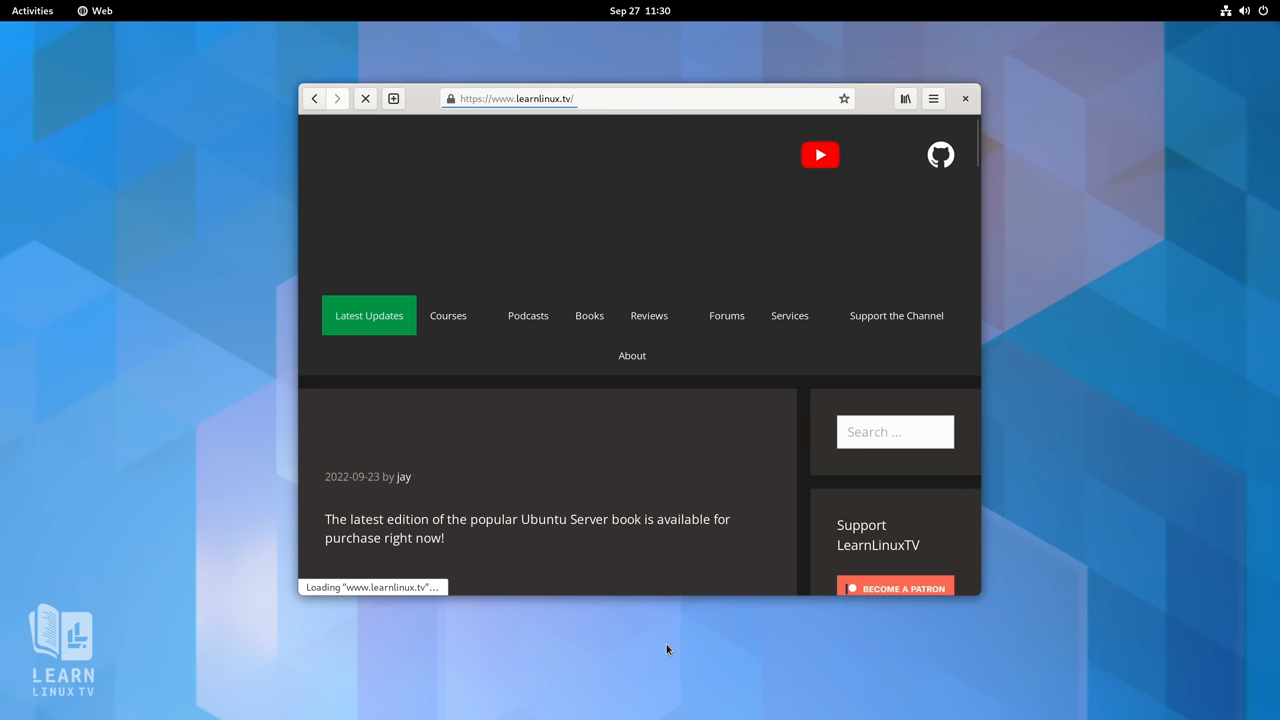 Activities Web Sep 27 11:30
https://www.learnlinux.tv/
Latest Updates Courses Podcasts Books Reviews Forums Services Support the Channel
About
Search ...
2022-09-23 by jay
The latest edition of the popular Ubuntu Server book is available for
purchase right now!
Support
LearnLinuxTV
BECOME A PATRON
Loading “www.learnlinux.tv”…
LEARN
LINUX TV